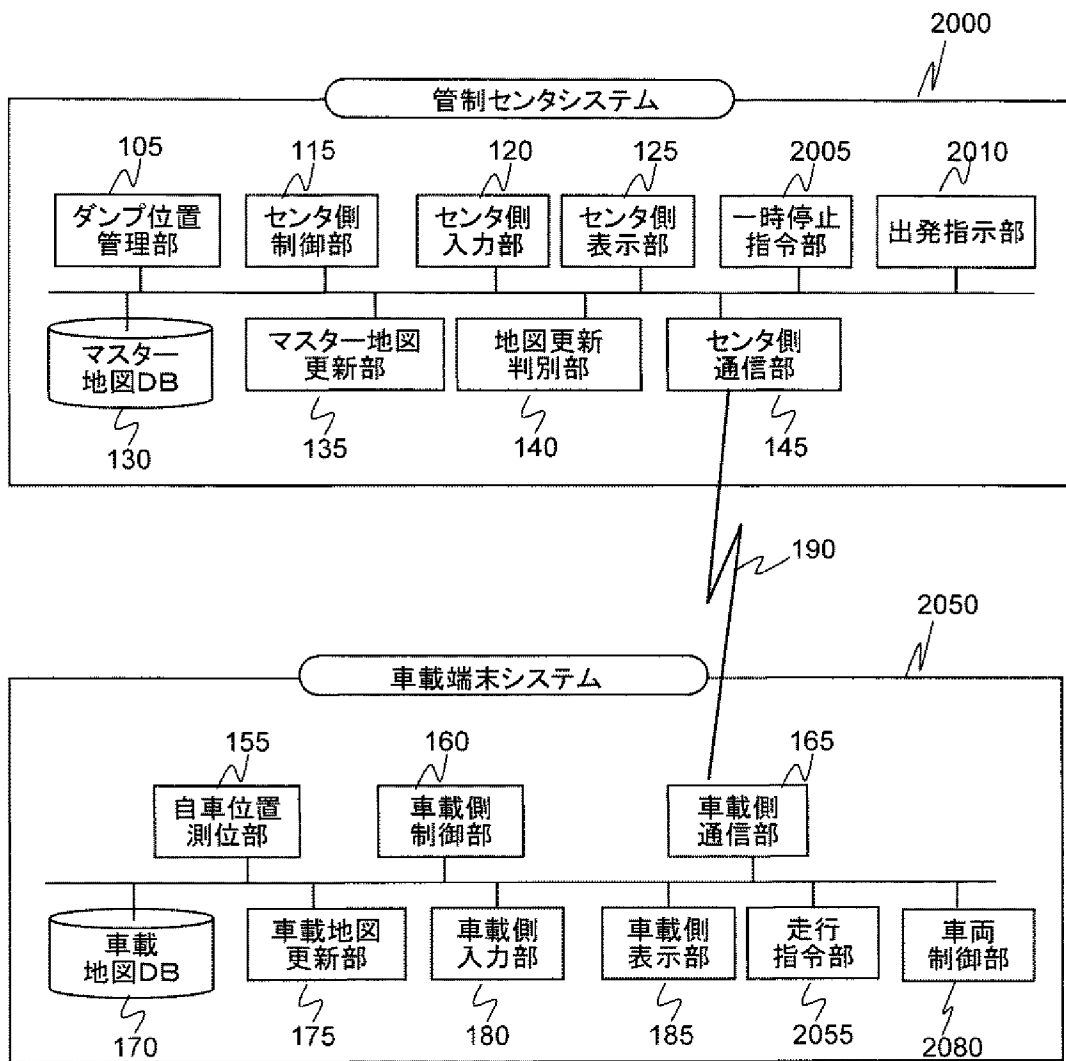 2000
管制センタシステム
105
115
120
125
2005
2010
ダンプ位置
管理部
センタ側
制御部
センタ側
入力部
センタ側
表示部
一時停止
指令部
出発指示部
マスター
地図DB
マスター地図
更新部
地図更新
判別部
センタ側
通信部
130
135
140
145
190
2050
車載端末システム
155
160
165
自車位置
測位部
車載側
制御部
車載側
通信部
車載
地図DB
車載地図
更新部
車載側
入力部
車載側
表示部
走行
指令部
車両
制御部
170
175
180
185
2055
2080